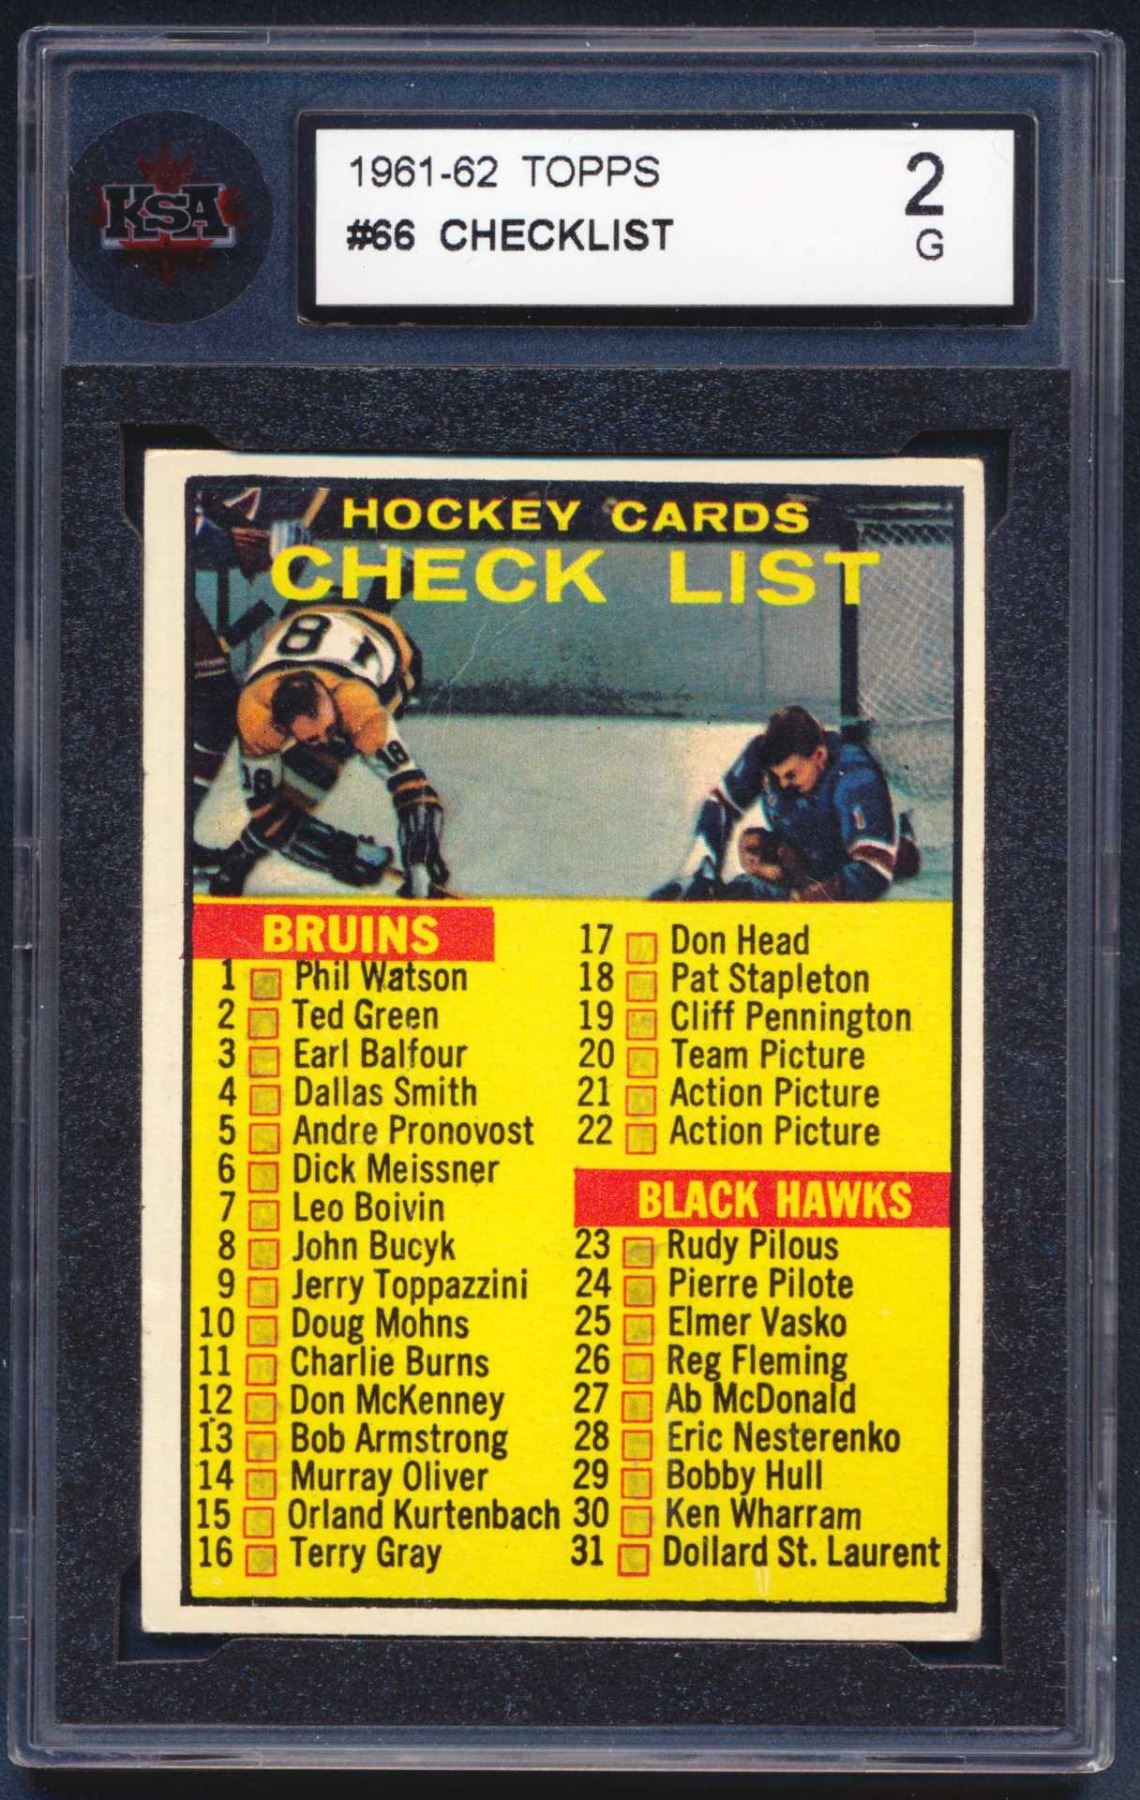 KSA
1961-62 TOPPS
#66 CHECKLIST
2
G
HOCKEY CARDS
CHECK LIST
18
18
18
1
BRUINS
1 Phil Watson
2 Ted Green
3 Earl Balfour
4 Dallas Smith
5 Andre Pronovost
6 Dick Meissner
7 Leo Boivin
8 John Bucyk
9 Jerry Toppazzini
10 Doug Mohns
11 Charlie Burns
12 Don McKenney
13 Bob Armstrong
14 Murray Oliver
15 Orland Kurtenbach
16 Terry Gray
17 Don Head
18 Pat Stapleton
19 Cliff Pennington
20 Team Picture
21 Action Picture
22 Action Picture
BLACK HAWKS
23 Rudy Pilous
24 Pierre Pilote
25 Elmer Vasko
26 Reg Fleming
27 Ab McDonald
28 Eric Nesterenko
29 Bobby Hull
30 Ken Wharram
31 Dollard St. Laurent